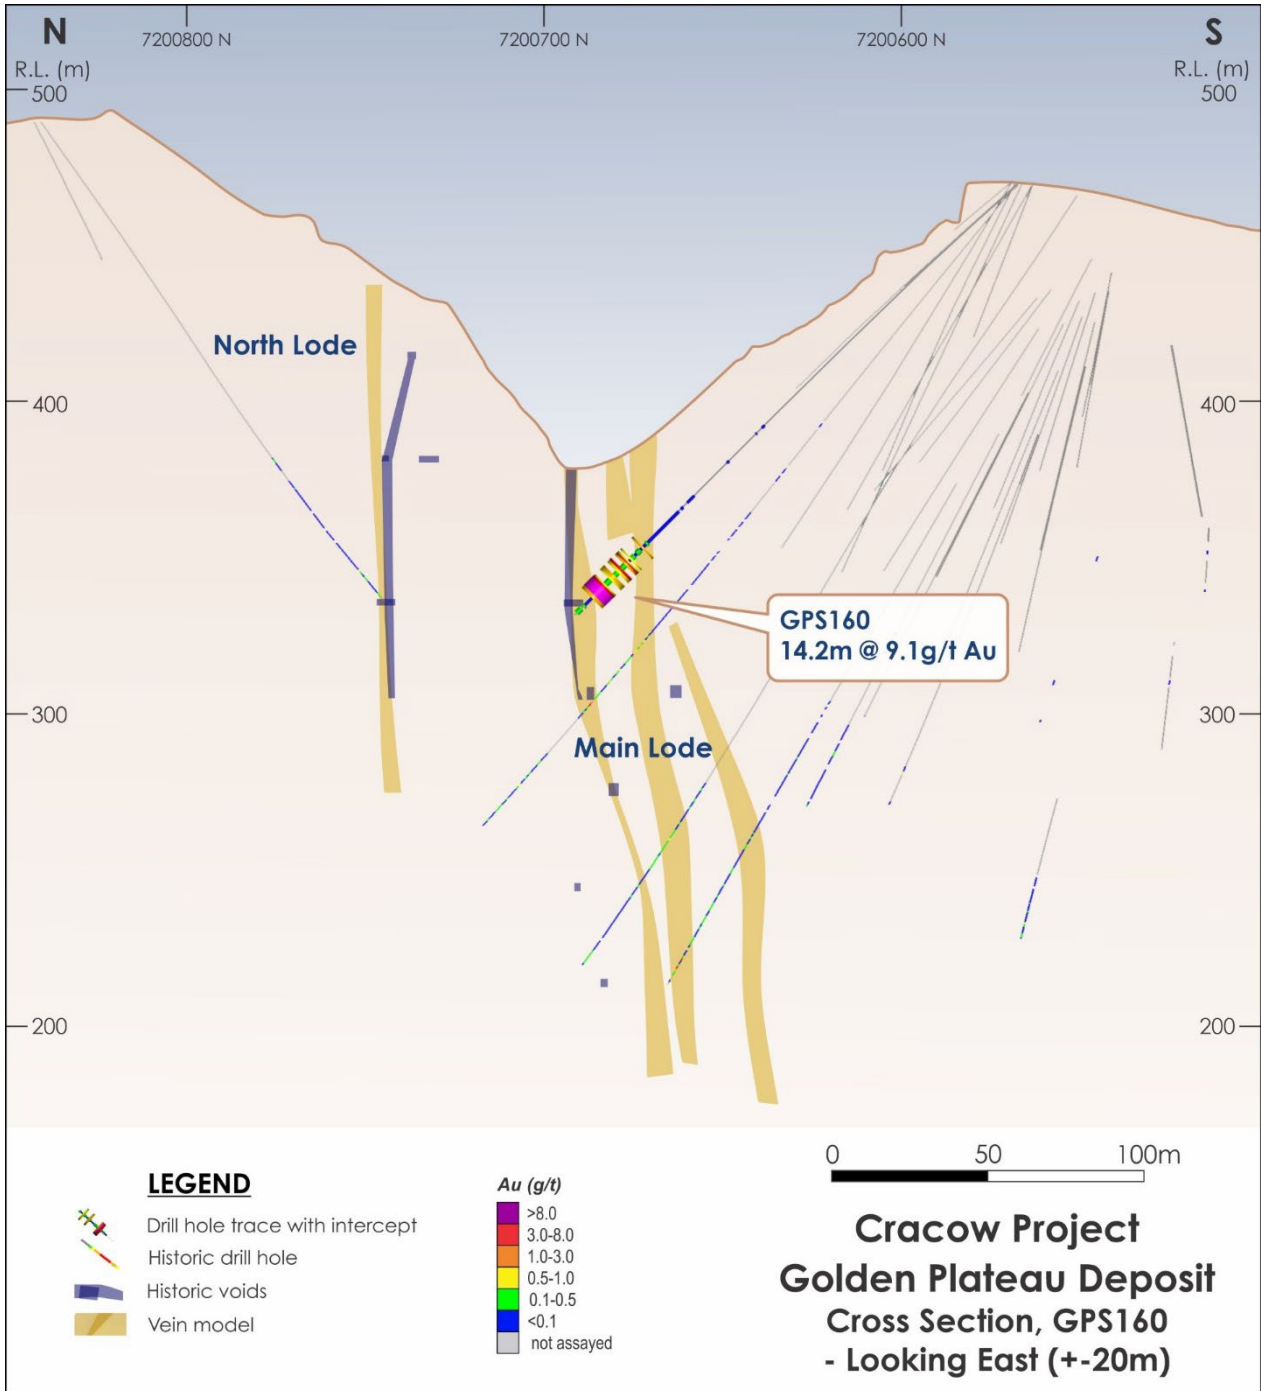 N
S
7200800 N
7200700 N
7200600 N
R.L. (m)
R.L. (m)
500
500
North Lode
400
400
GPS160
14.2m @ 9.1g/t Au
300
300
Main Lode
200
200
LEGEND
Drill hole trace with intercept
Historic drill hole
Historic voids
Vein model
Au (g/t)
>8.0
3.0-8.0
1.0-3.0
0.5-1.0
0.1-0.5
<0.1
not assayed
0 50 100m
Cracow Project
Golden Plateau Deposit
Cross Section, GPS160
- Looking East (+-20m)